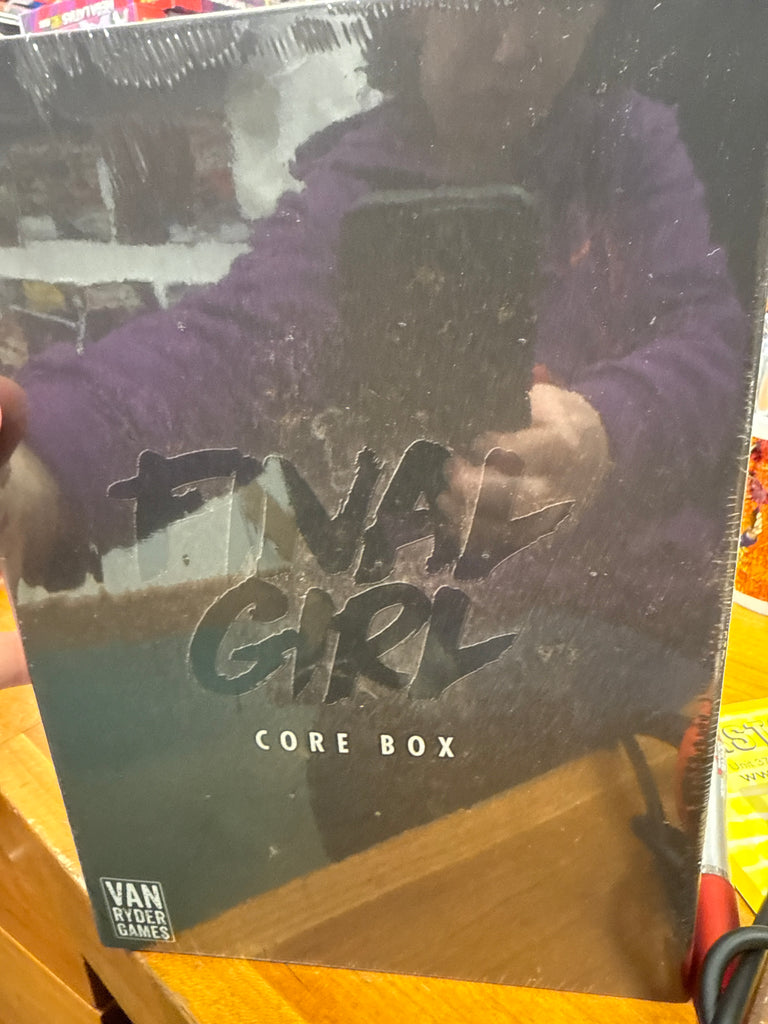 FINAL
GIRL
CORE BOX
VAN
RYDER
GAMES